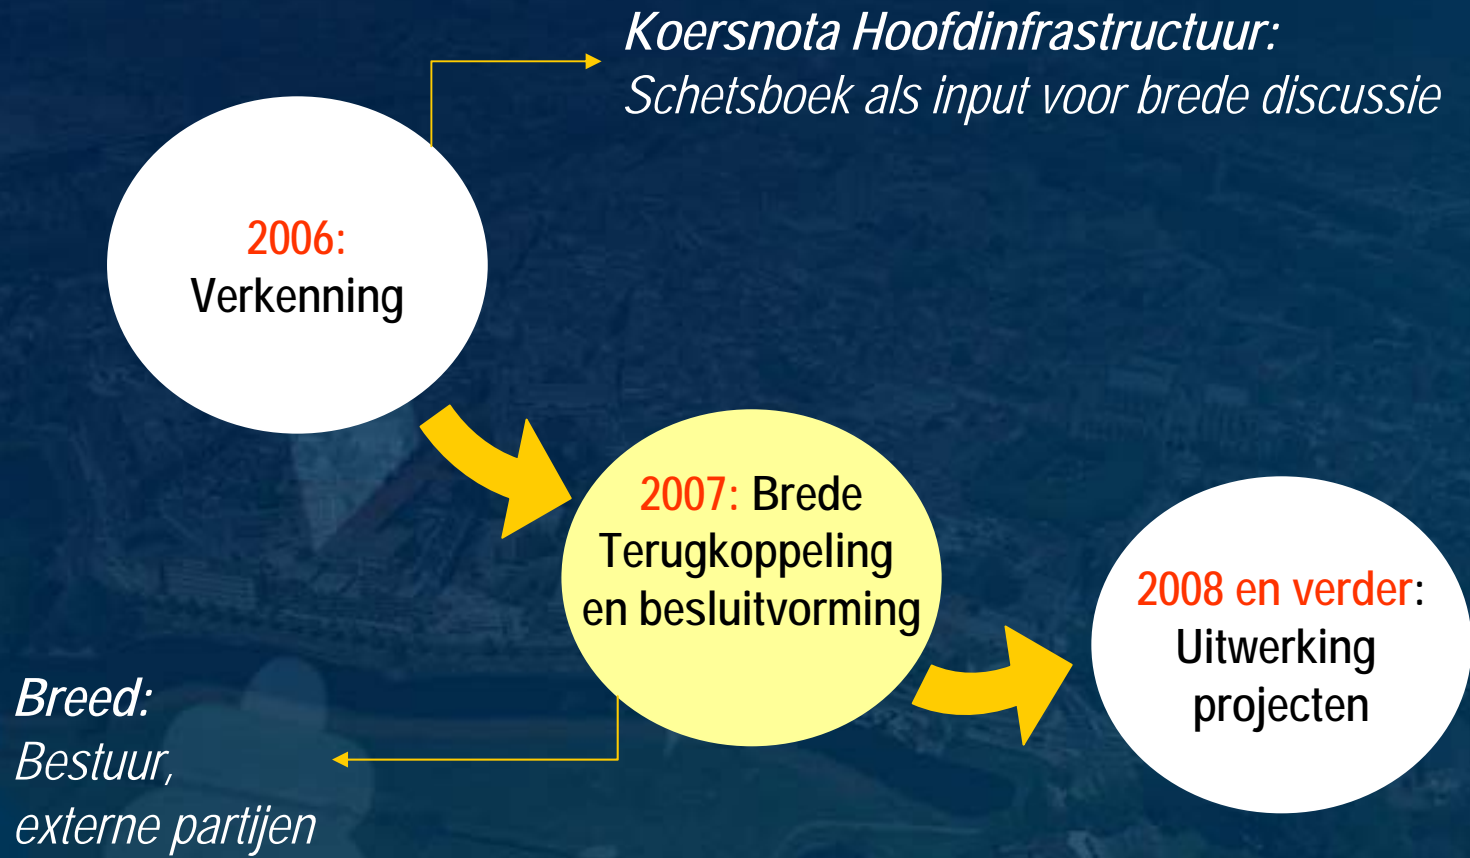 Koersnota Hoofdinfrastructuur:
Schetsboek als input voor brede discussie
2006:
Verkenning
2007: Brede
Terugkoppeling
en besluitvorming
2008 en verder:
Uitwerking
projecten
Breed:
Bestuur,
externe partijen